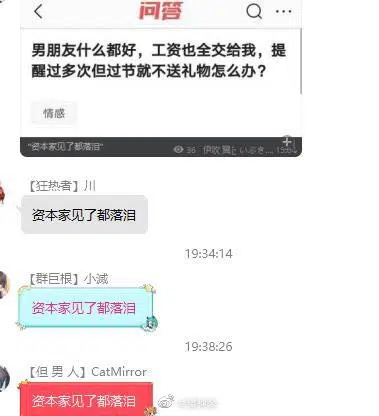 问答
男朋友什么都好，工资也全交给我，提
醒过多次但过节就不送礼物怎么办？
情感
"资本家见了都落泪"
36
【狂热者】川
资本家见了都落泪
19:34:14
【群巨根】小滅
资本家见了都落泪
19:38:26
【但 男 人】CatMirror
资本家见了都落泪